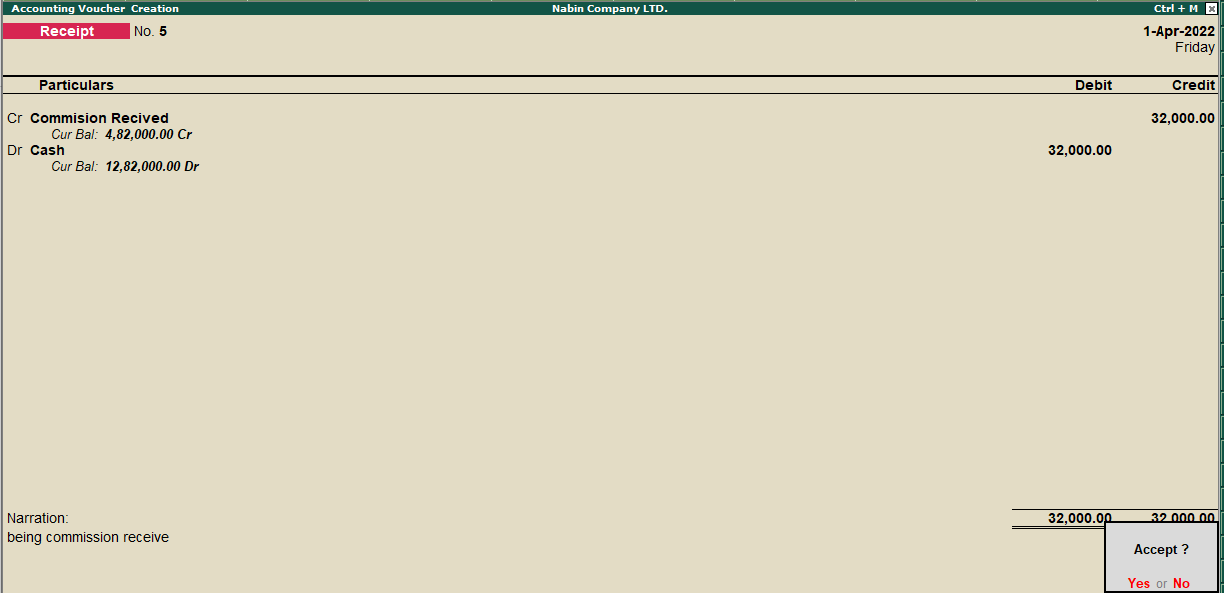 Accounting Voucher Creation Nabin Company LTD. Ctrl + M
Receipt No. 5 1-Apr-2022
Friday
Particulars Debit Credit
Cr Commision Recived 32,000.00
Cur Bal: 4,82,000.00 Cr
Dr Cash 32,000.00
Cur Bal: 12,82,000.00 Dr
Narration: 32,000.00 32,000.00
being commission receive
Accept ?
Yes or No